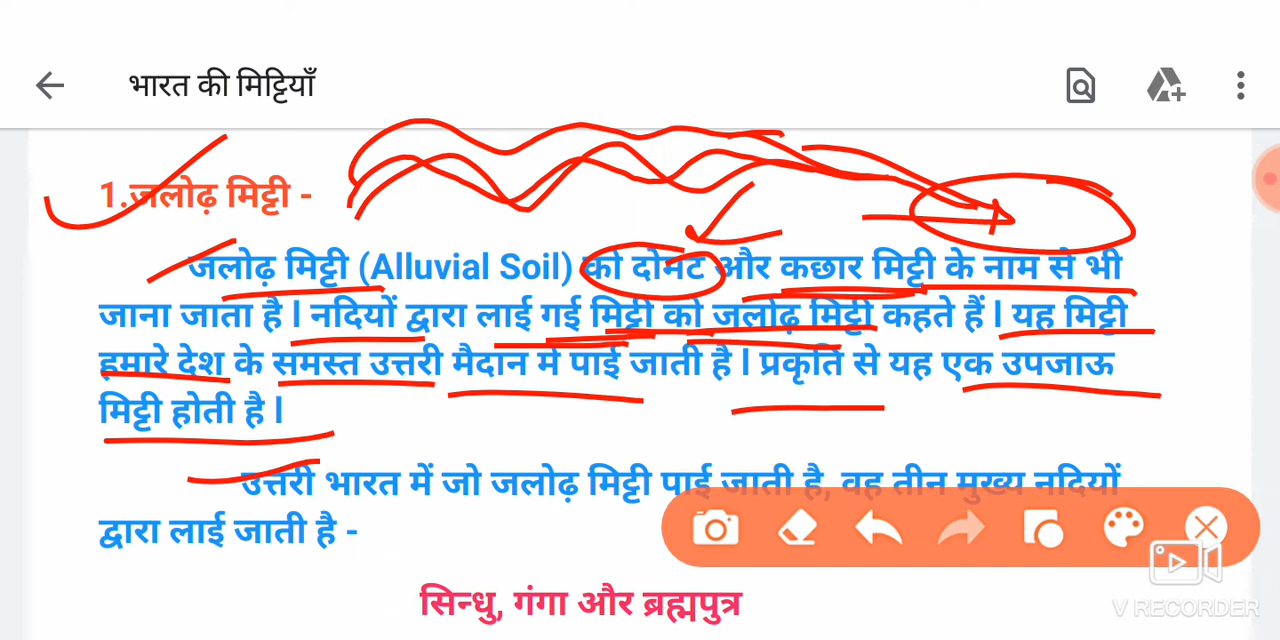 भारत की मिट्टियाँ
1.जलोढ़ मिट्टी -
जलोढ़ मिट्टी (Alluvial Soil) को दोमट और कछार मिट्टी के नाम से भी
जाना जाता है l नदियों द्वारा लाई गई मिट्टी को जलोढ़ मिट्टी कहते हैं l यह मिट्टी
हमारे देश के समस्त उत्तरी मैदान में पाई जाती है l प्रकृति से यह एक उपजाऊ
मिट्टी होती है l
उत्तरी भारत में जो जलोढ़ मिट्टी पाई जाती है, वह तीन मुख्य नदियों
द्वारा लाई जाती है -
सिन्धु, गंगा और ब्रह्मपुत्र
V RECORDER